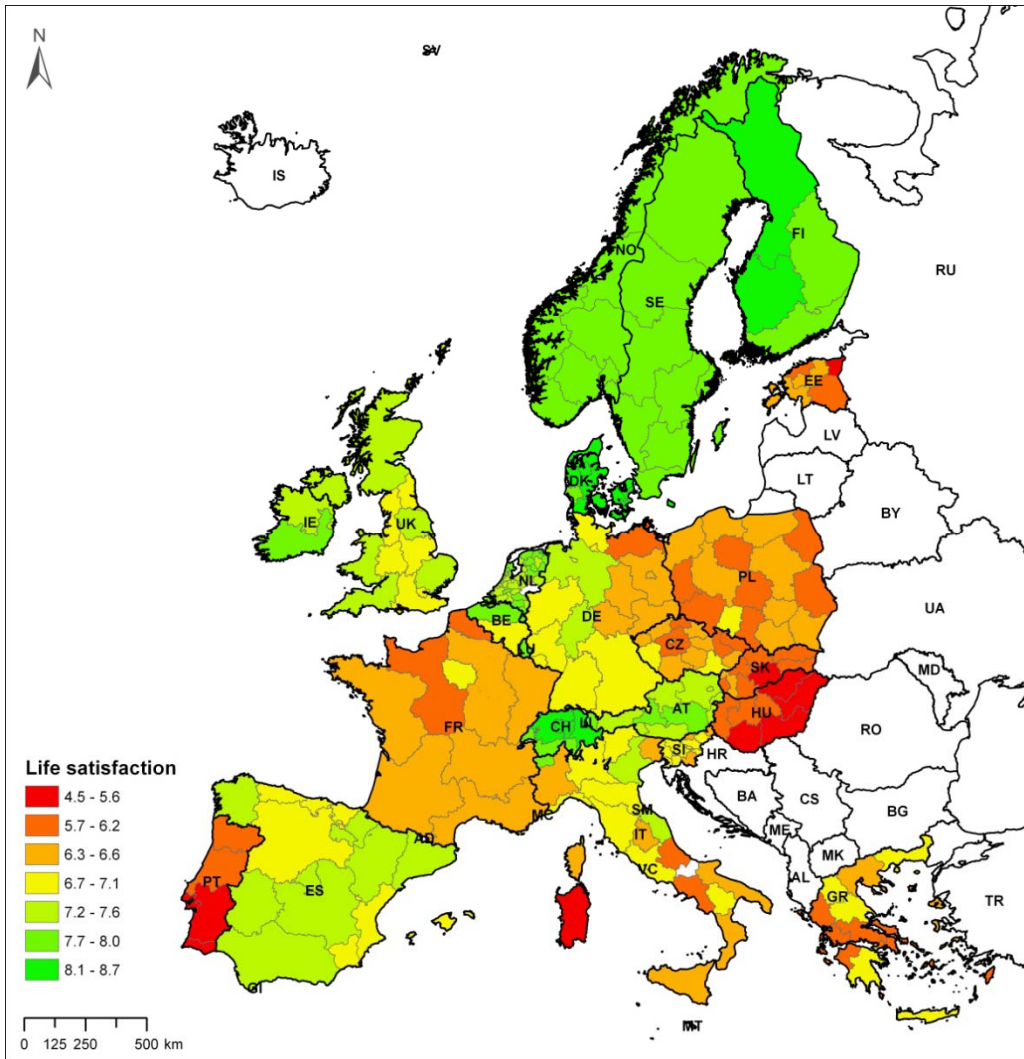 N
SV
IS
NO
FI
SE
RU
EE
LV
LT
DK
BY
IE
UK
NL
PL
BE
DE
UA
LU
CZ
SK
MD
AT
HU
FR
CH
LI
RO
SI
HR
Life satisfaction
4.5 - 5.6
5.7 - 6.2
6.3 - 6.6
6.7 - 7.1
7.2 - 7.6
7.7 - 8.0
8.1 - 8.7
BA
CS
MC
SM
BG
IT
ME
AD
VC
MK
AL
PT
ES
GR
TR
GI
MT
0 125 250 500 km